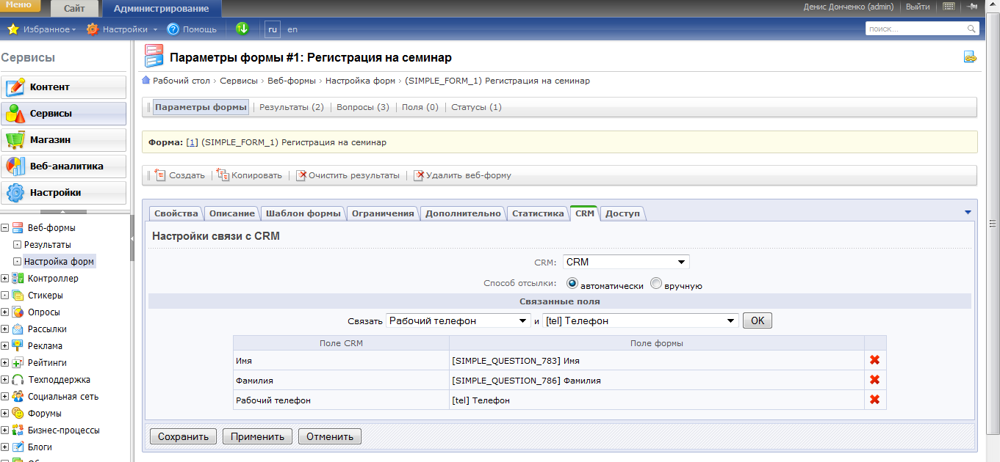 Меню Сайт Администрирование Денис Донченко (admin) Выйти
Избранное Настройки Помощь ru en поиск...
Сервисы
Контент
Сервисы
Магазин
Веб-аналитика
Настройки
Веб-формы
Результаты
Настройка форм
Контроллер
Стикеры
Опросы
Рассылки
Реклама
Рейтинги
Техподдержка
Социальная сеть
Форумы
Бизнес-процессы
Блоги
Параметры формы #1: Регистрация на семинар
Рабочий стол › Сервисы › Веб-формы › Настройка форм › (SIMPLE_FORM_1) Регистрация на семинар
Параметры формы Результаты (2) Вопросы (3) Поля (0) Статусы (1)
Форма: [1] (SIMPLE_FORM_1) Регистрация на семинар
Создать Копировать Очистить результаты Удалить веб-форму
Свойства Описание Шаблон формы Ограничения Дополнительно Статистика CRM Доступ
Настройки связи с CRM
CRM: CRM
Способ отсылки: автоматически вручную
Связанные поля
Связать Рабочий телефон и [tel] Телефон OK
Поле CRM Поле формы
Имя [SIMPLE_QUESTION_783] Имя
Фамилия [SIMPLE_QUESTION_786] Фамилия
Рабочий телефон [tel] Телефон
Сохранить Применить Отменить